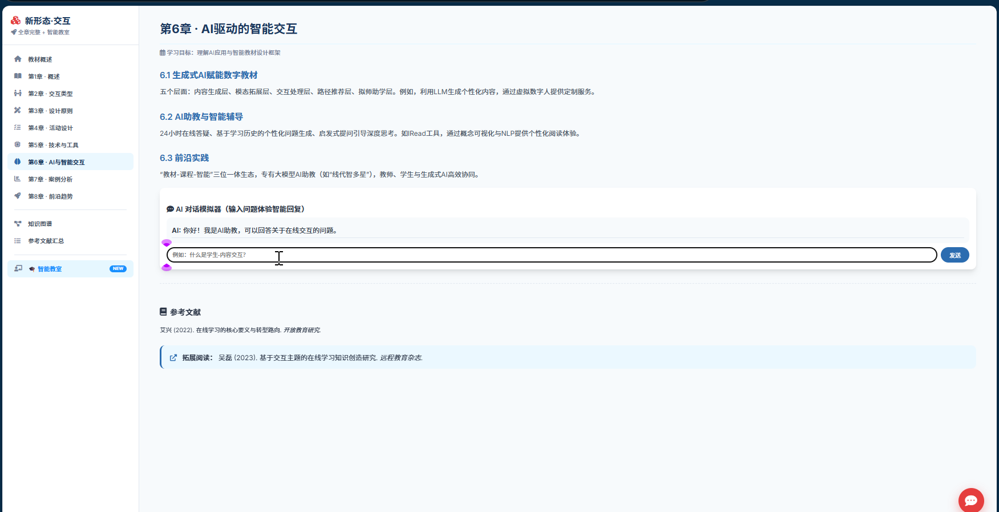 新形态·交互
全章完整 + 智能教室
教材概述
第1章 · 概述
第2章 · 交互类型
第3章 · 设计原则
第4章 · 活动设计
第5章 · 技术与工具
第6章 · AI与智能交互
第7章 · 案例分析
第8章 · 前沿趋势
知识图谱
参考文献汇总
智能教室 NEW
第6章 · AI驱动的智能交互
学习目标：理解AI应用与智能教材设计框架
6.1 生成式AI赋能数字教材
五个层面：内容生成层、模态拓展层、交互处理层、路径推荐层、拟师助学层。例如，利用LLM生成个性化内容，通过虚拟数字人提供定制服务。
6.2 AI助教与智能辅导
24小时在线答疑、基于学习历史的个性化问题生成、启发式提问引导深度思考。如IRead工具，通过概念可视化与NLP提供个性化阅读体验。
6.3 前沿实践
“教材-课程-智能”三位一体生态，专有大模型AI助教（如“线代智多星”），教师、学生与生成式AI高效协同。
AI 对话模拟器（输入问题体验智能回复）
AI: 你好！我是AI助教，可以回答关于在线交互的问题。
例如：什么是学生-内容交互？
发送
参考文献
艾兴 (2022). 在线学习的核心要义与转型路向. 开放教育研究.
拓展阅读： 吴磊 (2023). 基于交互主题的在线学习知识创造研究. 远程教育杂志.